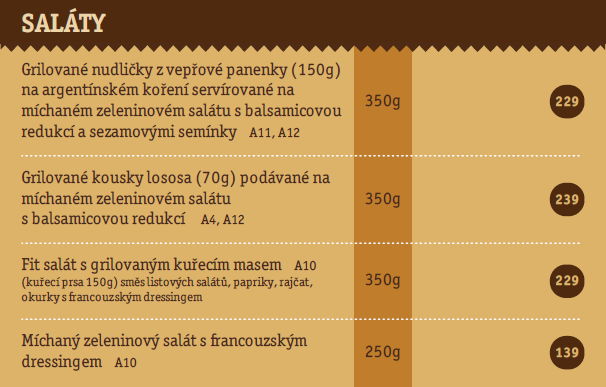 SALÁTY
Grilované nudličky z vepřové panenky (150g)
na argentínském koření servírované na
míchaném zeleninovém salátu s balsamicovou
redukcí a sezamovými semínky A11, A12
350g
229
Grilované kousky lososa (70g) podávané na
míchaném zeleninovém salátu
s balsamicovou redukcí A4, A12
350g
239
Fit salát s grilovaným kuřecím masem A10
(kuřecí prsa 150g) směs listových salátů, papriky, rajčat,
okurky s francouzským dressingem
350g
229
Míchaný zeleninový salát s francouzským
dressingem A10
250g
139